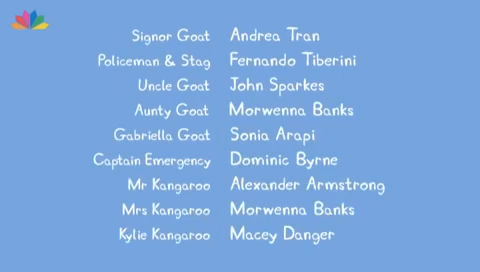 Signor Goat Andrea Tran
Policeman & Stag Fernando Tiberini
Uncle Goat John Sparkes
Aunty Goat Morwenna Banks
Gabriella Goat Sonia Arapi
Captain Emergency Dominic Byrne
Mr Kangaroo Alexander Armstrong
Mrs Kangaroo Morwenna Banks
Kylie Kangaroo Macey Danger